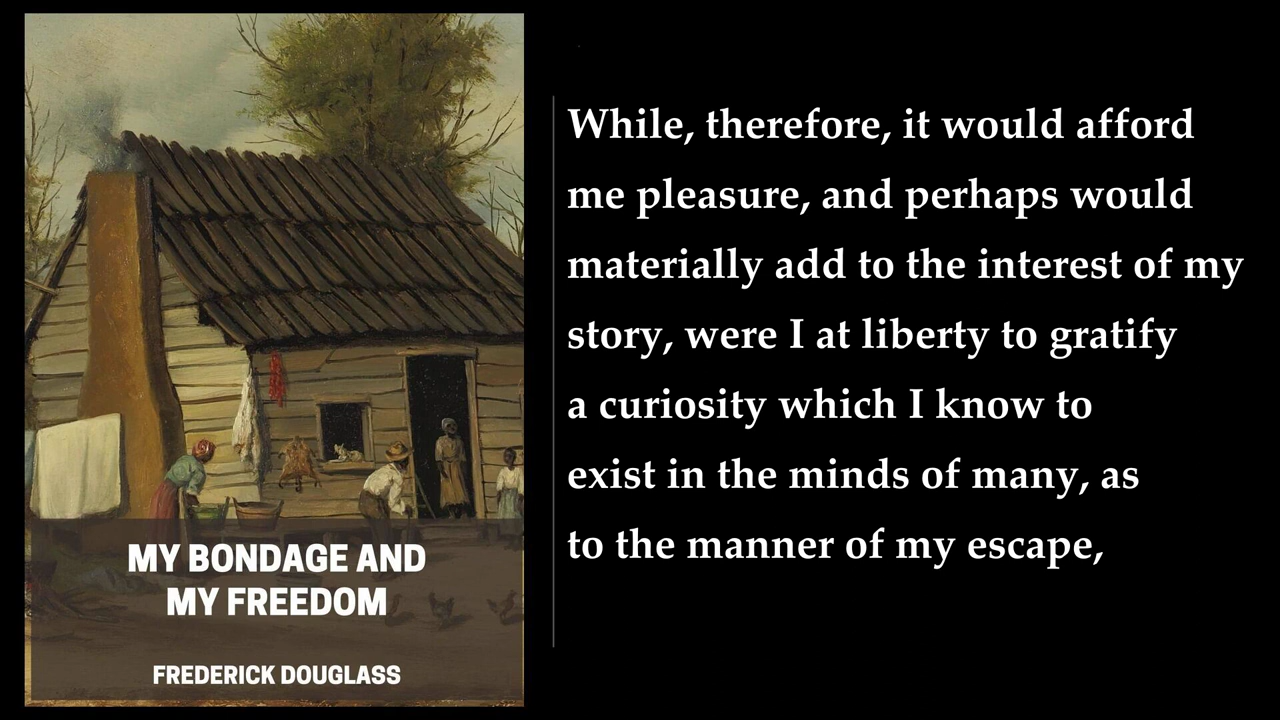 MY BONDAGE AND
MY FREEDOM
FREDERICK DOUGLASS
While, therefore, it would afford
me pleasure, and perhaps would
materially add to the interest of my
story, were I at liberty to gratify
a curiosity which I know to
exist in the minds of many, as
to the manner of my escape,